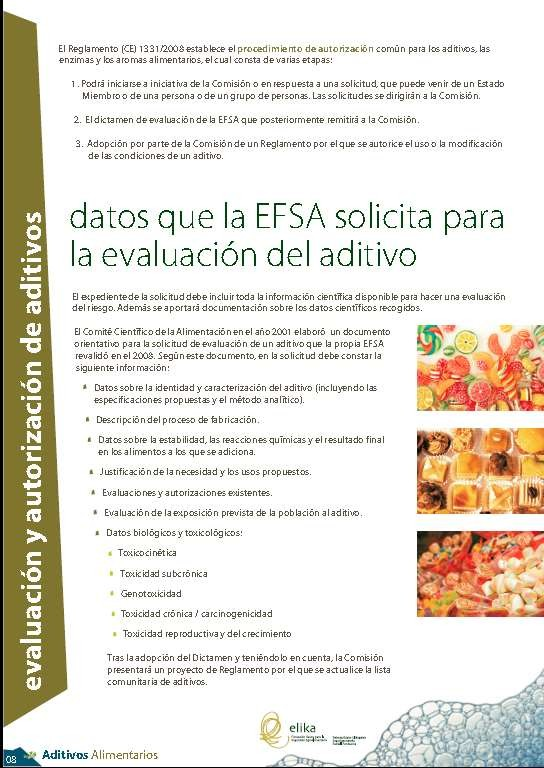 El Reglamento (CE) 1331/2008 establece el procedimiento de autorización común para los aditivos, las
enzimas y los aromas alimentarios, el cual consta de varias etapas:
1. Podrá iniciarse a iniciativa de la Comisión o en respuesta a una solicitud, que puede venir de un Estado
Miembro o de una persona o de un grupo de personas. Las solicitudes se dirigirán a la Comisión.
2. El dictamen de evaluación de la EFSA que posteriormente remitirá a la Comisión.
3. Adopción por parte de la Comisión de un Reglamento por el que se autorice el uso o la modificación
de las condiciones de un aditivo.
datos que la EFSA solicita para
la evaluación del aditivo
El expediente de la solicitud debe incluir toda la información científica disponible para hacer una evaluación
del riesgo. Además se aportará documentación sobre los datos científicos recogidos.
El Comité Científico de la Alimentación en el año 2001 elaboró un documento
orientativo para la solicitud de evaluación de un aditivo que la propia EFSA
revalidó en el 2008. Según este documento, en la solicitud debe constar la
siguiente información:
Datos sobre la identidad y caracterización del aditivo (incluyendo las
especificaciones propuestas y el método analítico).
Descripción del proceso de fabricación.
Datos sobre la estabilidad, las reacciones químicas y el resultado final
en los alimentos a los que se adiciona.
Justificación de la necesidad y los usos propuestos.
Evaluaciones y autorizaciones existentes.
Evaluación de la exposición prevista de la población al aditivo.
Datos biológicos y toxicológicos:
Toxicocinética
Toxicidad subcrónica
Genotoxicidad
Toxicidad crónica / carcinogenicidad
Toxicidad reproductiva y del crecimiento
Tras la adopción del Dictamen y teniéndolo en cuenta, la Comisión
presentará un proyecto de Reglamento por el que se actualice la lista
comunitaria de aditivos.
evaluación y autorización de aditivos
elika
08
Aditivos Alimentarios